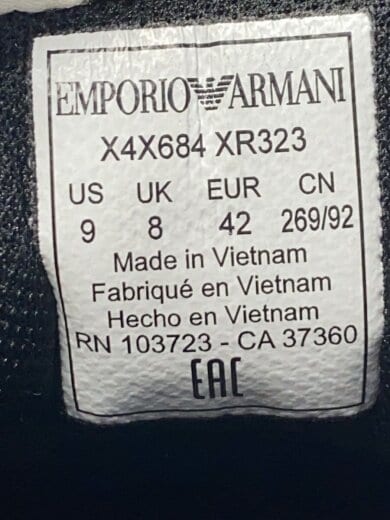 EMPORIO ARMANI
X4X684 XR323
US UK EUR CN
9 8 42 269/92
Made in Vietnam
Fabriqué en Vietnam
Hecho en Vietnam
RN 103723 - CA 37360
EAC